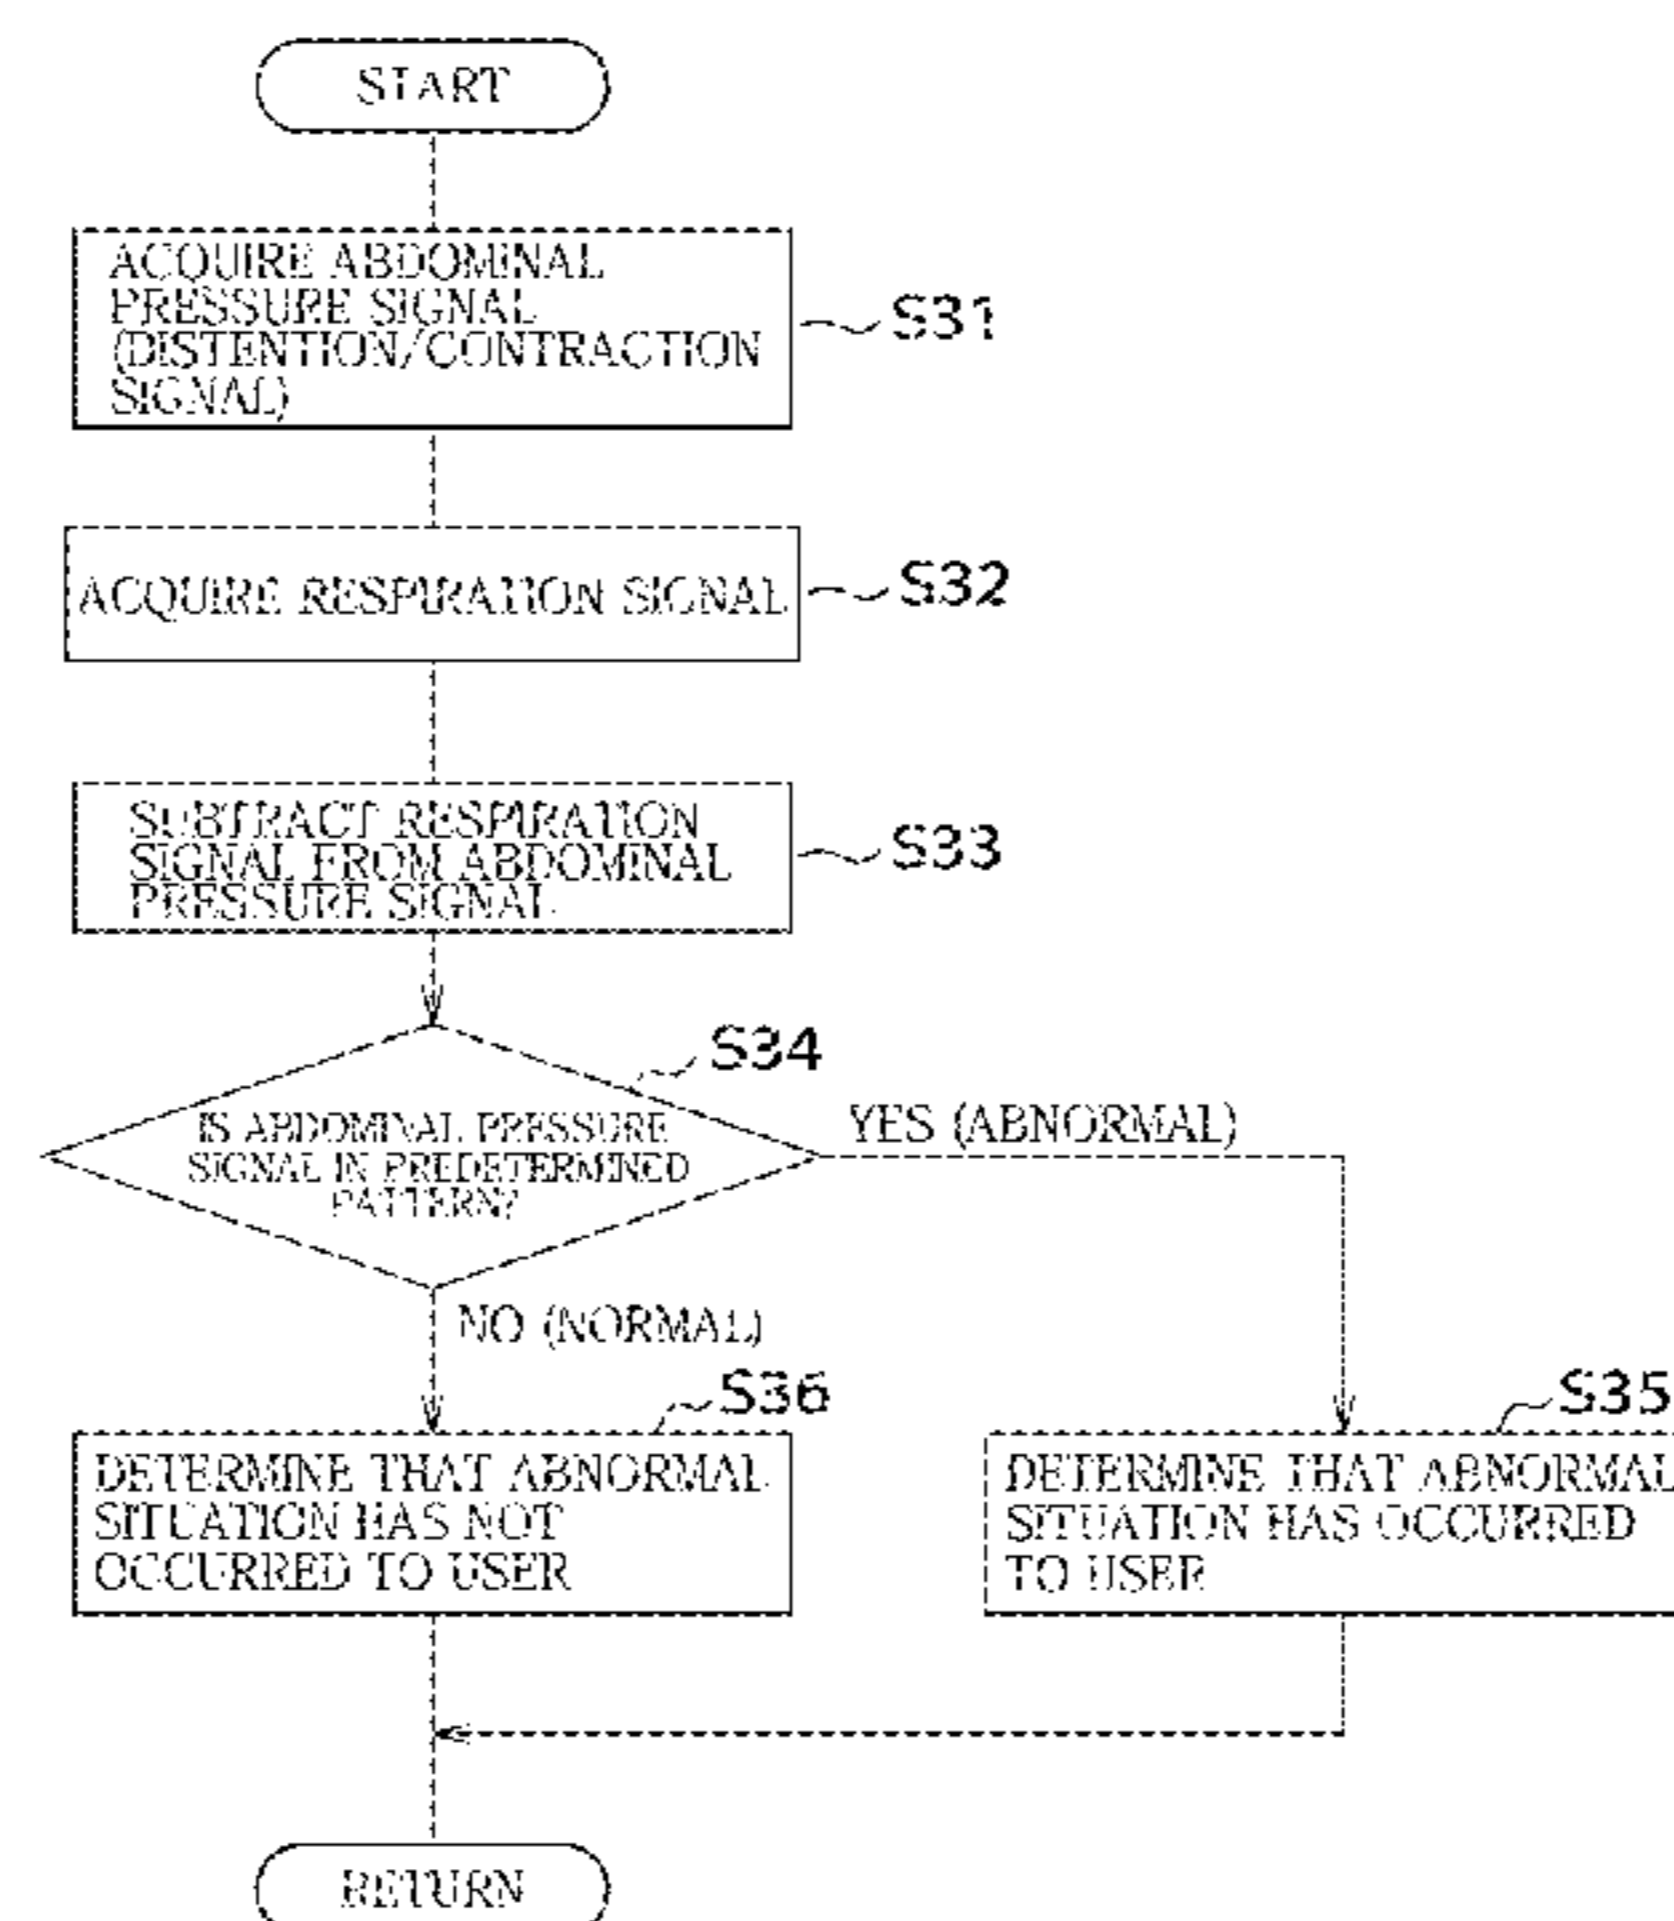 START
ACQUIRE ABDOMINAL
PRESSURE SIGNAL
(DISTENTION/CONTRACTION
SIGNAL)
S31
ACQUIRE RESPIRATION SIGNAL
S32
SUBTRACT RESPIRATION
SIGNAL FROM ABDOMINAL
PRESSURE SIGNAL
S33
S34
IS ABDOMINAL PRESSURE
SIGNAL IN PREDETERMINED
PATTERN?
YES (ABNORMAL)
NO (NORMAL)
S36
DETERMINE THAT ABNORMAL
SITUATION HAS NOT
OCCURRED TO USER
S35
DETERMINE THAT ABNORMAL
SITUATION HAS OCCURRED
TO USER
RETURN